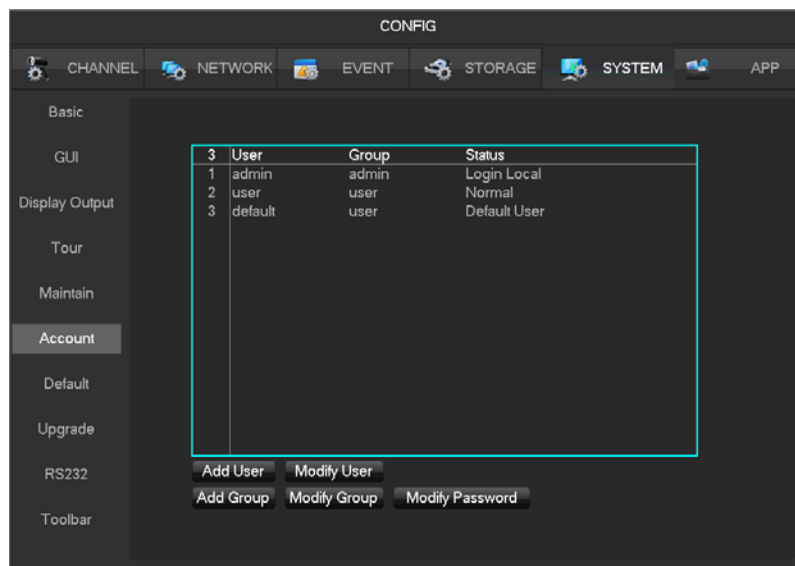 CONFIG
CHANNEL NETWORK EVENT STORAGE SYSTEM APP
Basic
GUI
Display Output
Tour
Maintain
Account
Default
Upgrade
RS232
Toolbar
3 User Group Status
1 admin admin Login Local
2 user user Normal
3 default user Default User
Add User Modify User
Add Group Modify Group Modify Password